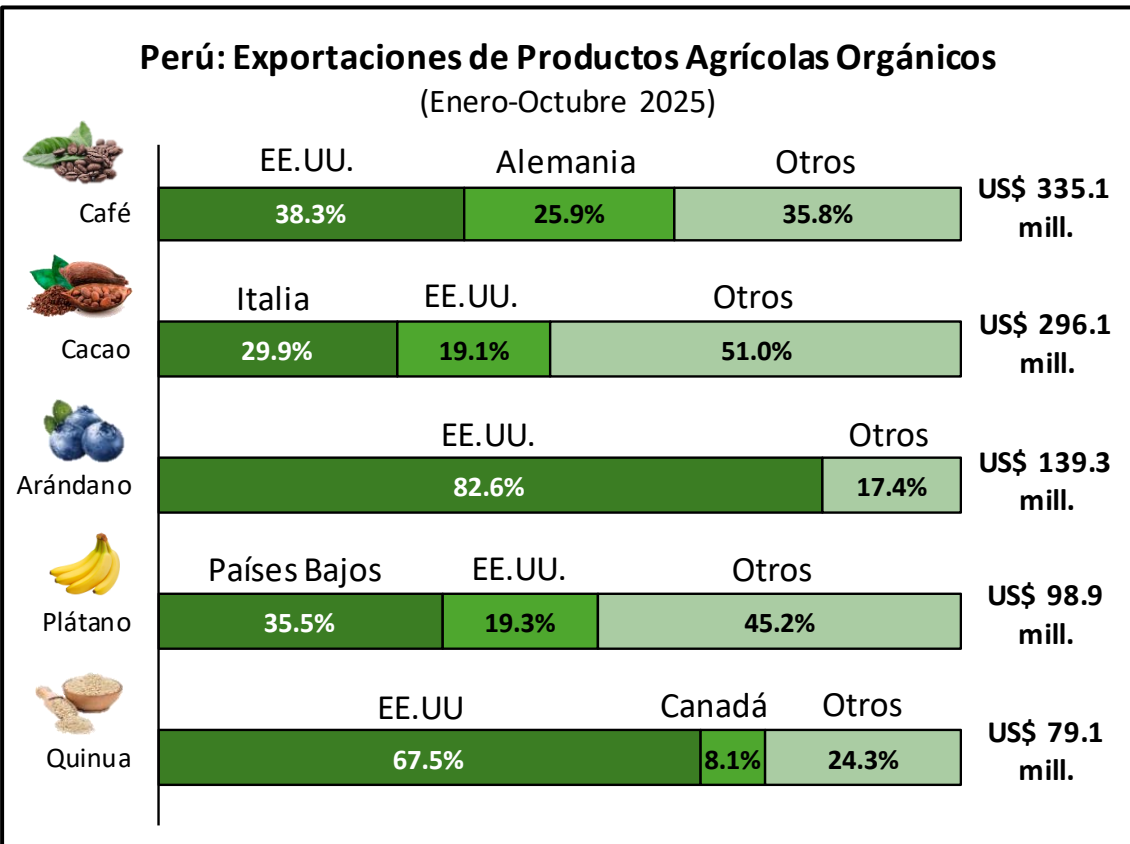 Perú: Exportaciones de Productos Agrícolas Orgánicos
(Enero-Octubre 2025)
EE.UU. Alemania Otros
Café 38.3% 25.9% 35.8% US$ 335.1
mill.
Italia EE.UU. Otros
Cacao 29.9% 19.1% 51.0% US$ 296.1
mill.
EE.UU. Otros
Arándano 82.6% 17.4% US$ 139.3
mill.
Países Bajos EE.UU. Otros
Plátano 35.5% 19.3% 45.2% US$ 98.9
mill.
EE.UU Canadá Otros
Quinua 67.5% 8.1% 24.3% US$ 79.1
mill.